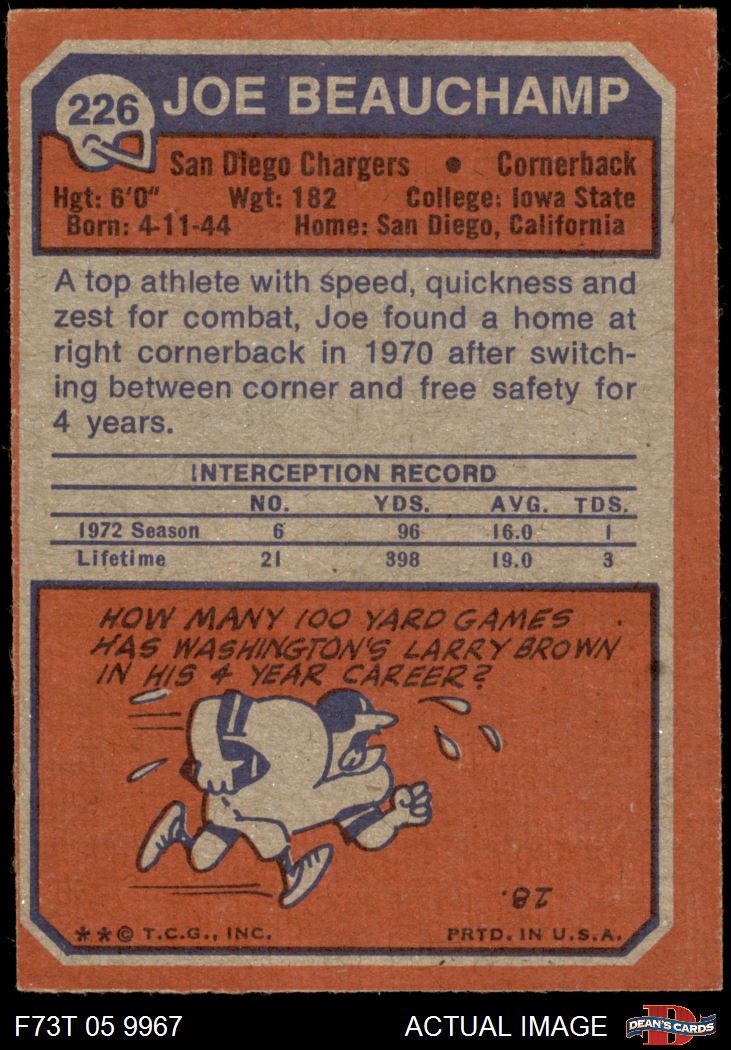 226 JOE BEAUCHAMP
San Diego Chargers • Cornerback
Hgt: 6'0" Wgt: 182 College: Iowa State
Born: 4-11-44 Home: San Diego, California
A top athlete with speed, quickness and
zest for combat, Joe found a home at
right cornerback in 1970 after switch-
ing between corner and free safety for
4 years.
INTERCEPTION RECORD
NO. YDS. AVG. TDS.
1972 Season 6 96 16.0 1
Lifetime 21 398 19.0 3
HOW MANY 100 YARD GAMES
HAS WASHINGTON'S LARRY BROWN
IN HIS 4 YEAR CAREER?
28.
**© T.C.G., INC. PRTD. IN U.S.A.
F73T 05 9967 ACTUAL IMAGE D DEAN'S CARDS